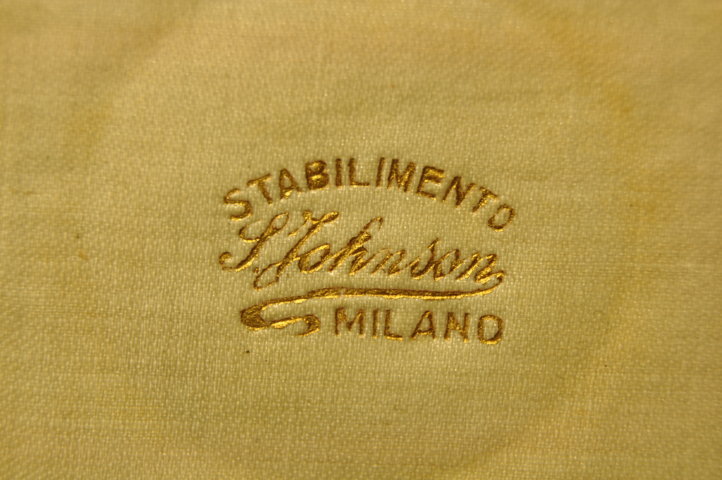 STABILIMENTO
S. Johnson
MILANO